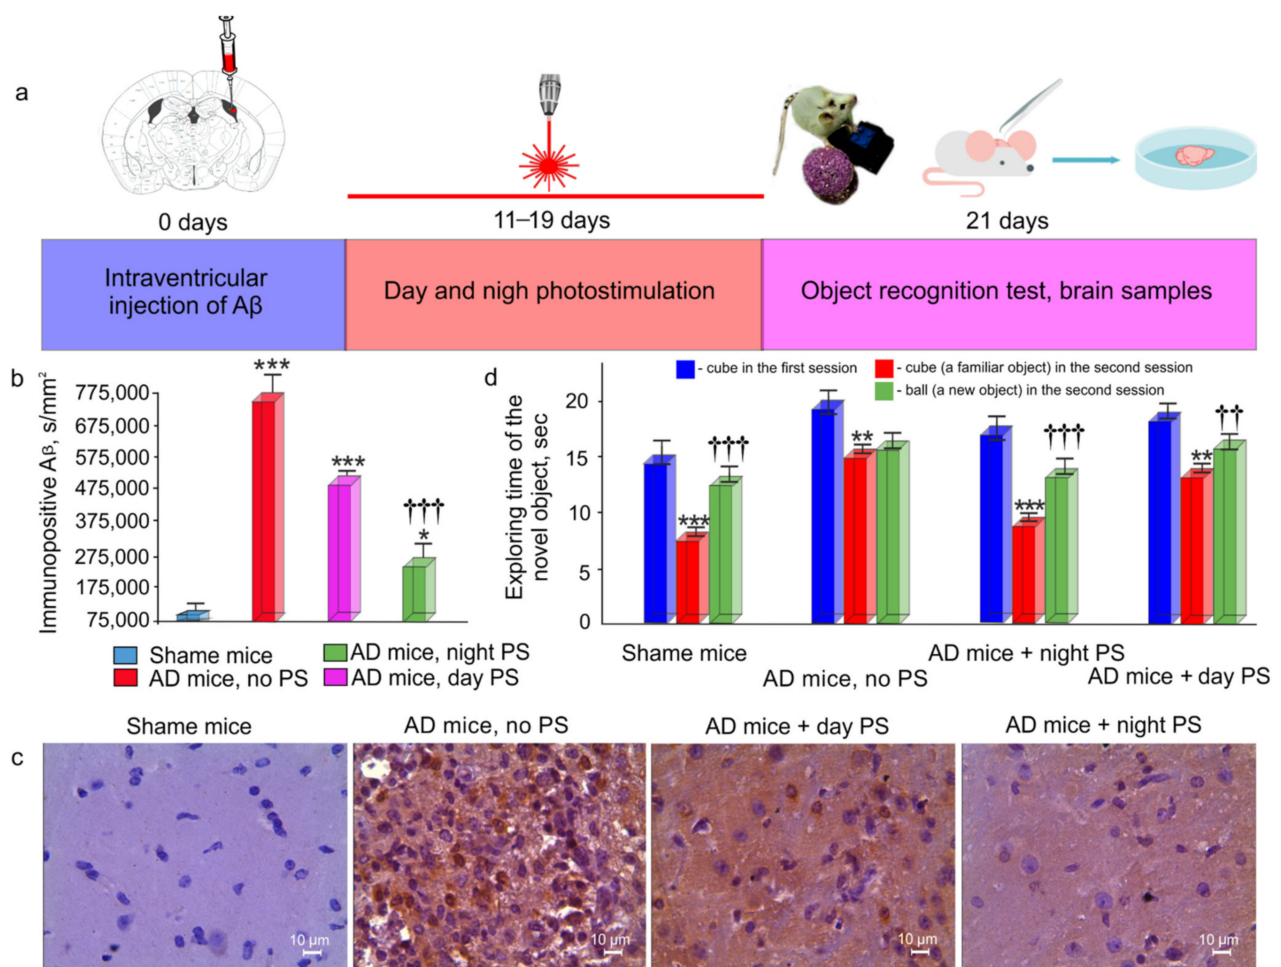 a
0 days
11–19 days
21 days
Intraventricular
injection of Aβ
Day and nigh photostimulation
Object recognition test, brain samples
b
Immunopositive Aβ, s/mm²
775,000
675,000
575,000
475,000
375,000
275,000
175,000
75,000
***
***
†††
*
Shame mice
AD mice, no PS
AD mice, night PS
AD mice, day PS
d
- cube in the first session
- cube (a familiar object) in the second session
- ball (a new object) in the second session
Exploring time of the
novel object, sec
20
15
10
5
0
***
†††
**
***
†††
**
††
Shame mice
AD mice, no PS
AD mice + night PS
AD mice + day PS
c
Shame mice
AD mice, no PS
AD mice + day PS
AD mice + night PS
10 µm
10 µm
10 µm
10 µm